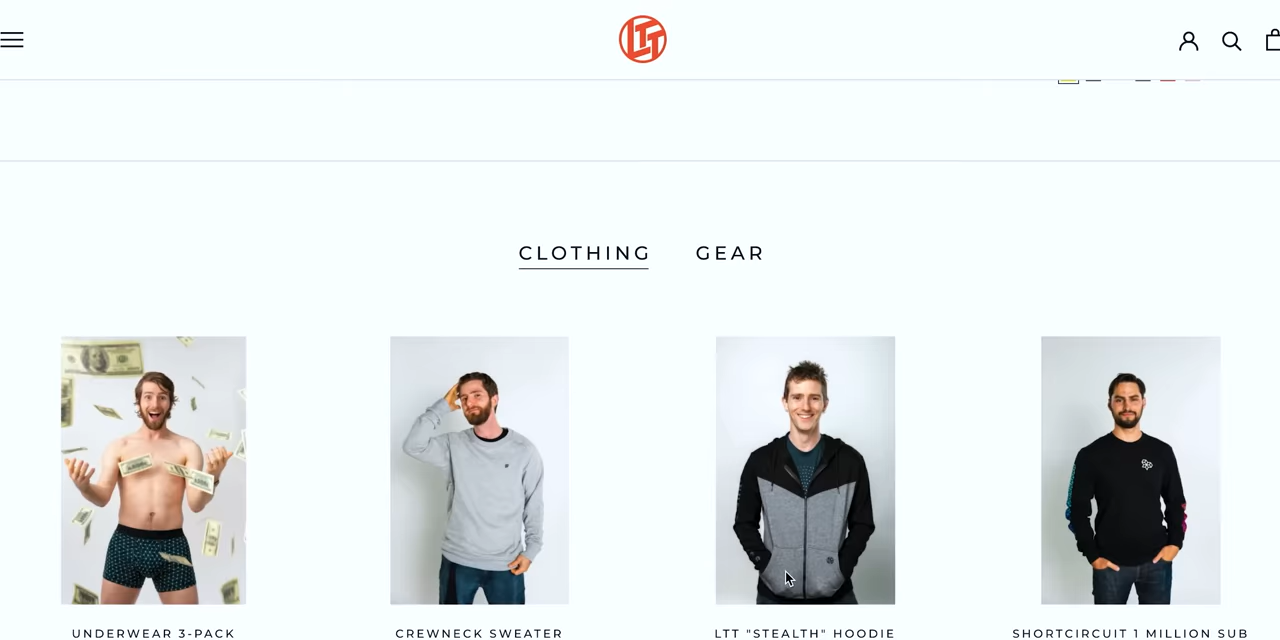 LTT
CLOTHING GEAR
UNDERWEAR 3-PACK
CREWNECK SWEATER
LTT "STEALTH" HOODIE
SHORTCIRCUIT 1 MILLION SUB